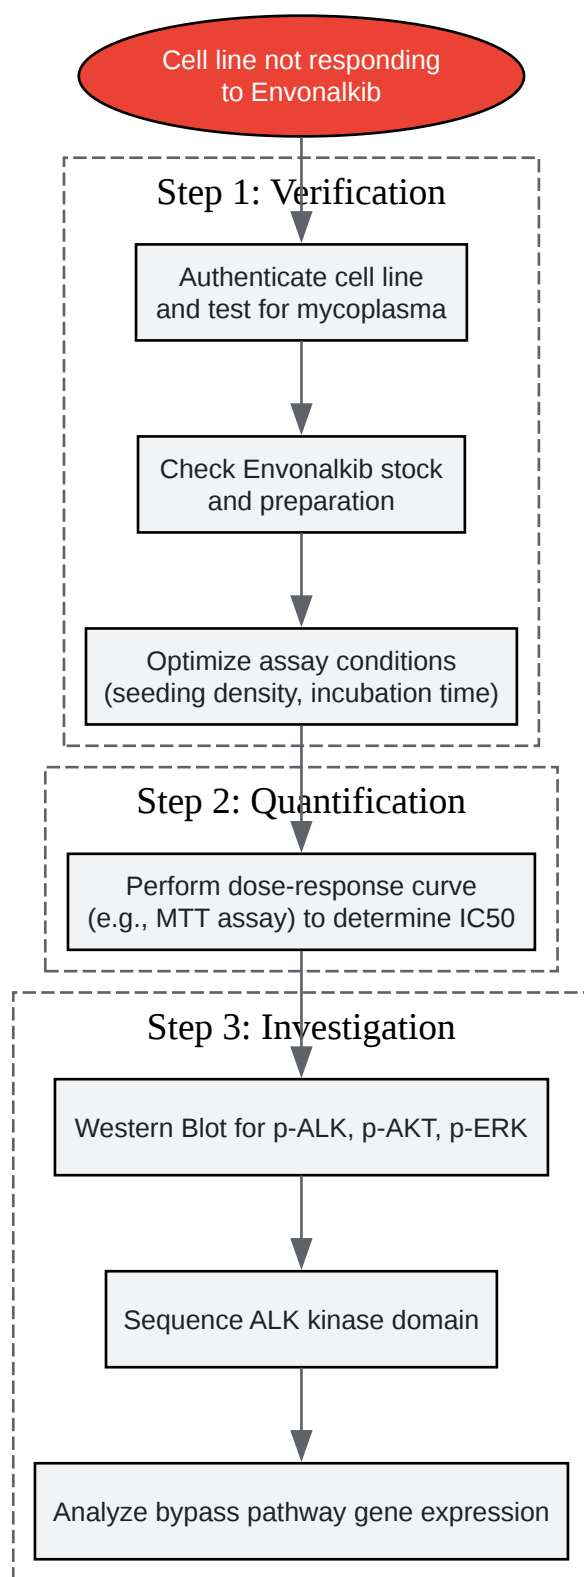 Cell line not responding
to Envonalkib
Step 1: Verification
Authenticate cell line
and test for mycoplasma
Check Envonalkib stock
and preparation
Optimize assay conditions
(seeding density, incubation time)
Step 2: Quantification
Perform dose-response curve
(e.g., MTT assay) to determine IC50
Step 3: Investigation
Western Blot for p-ALK, p-AKT, p-ERK
Sequence ALK kinase domain
Analyze bypass pathway gene expression